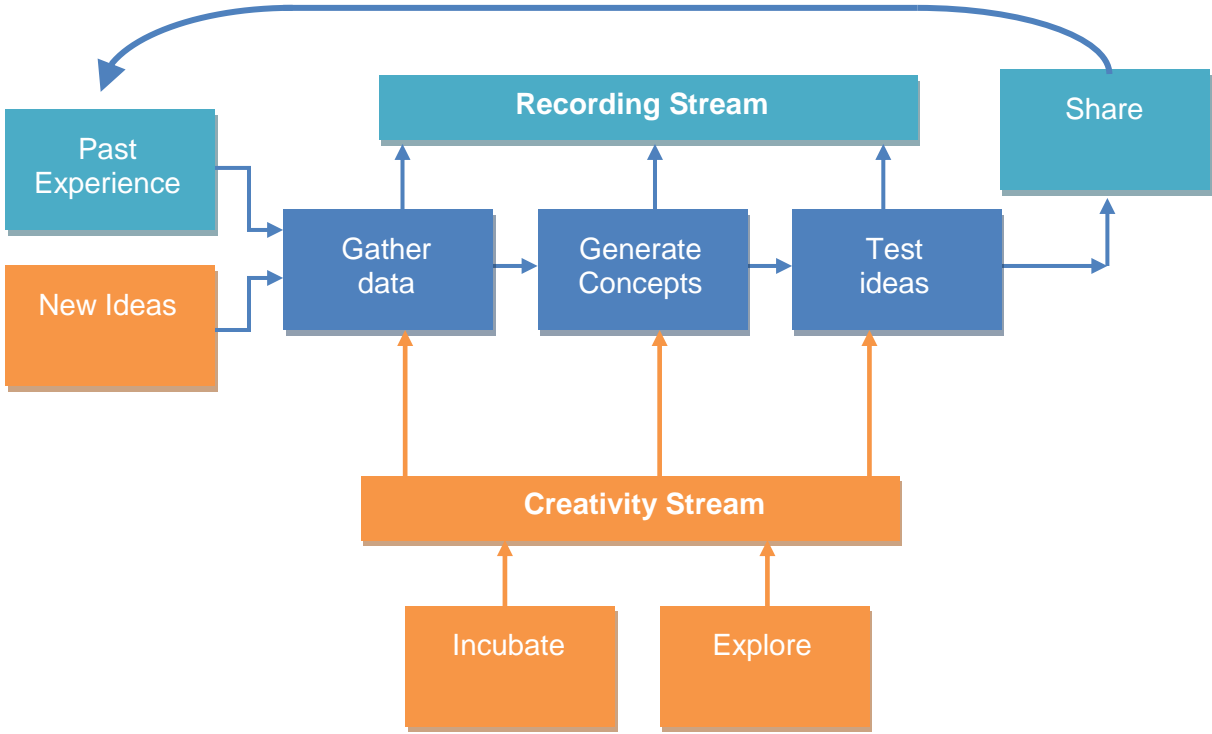 Recording Stream
Share
Past
Experience
Gather
data
Generate
Concepts
Test
ideas
New Ideas
Creativity Stream
Incubate
Explore